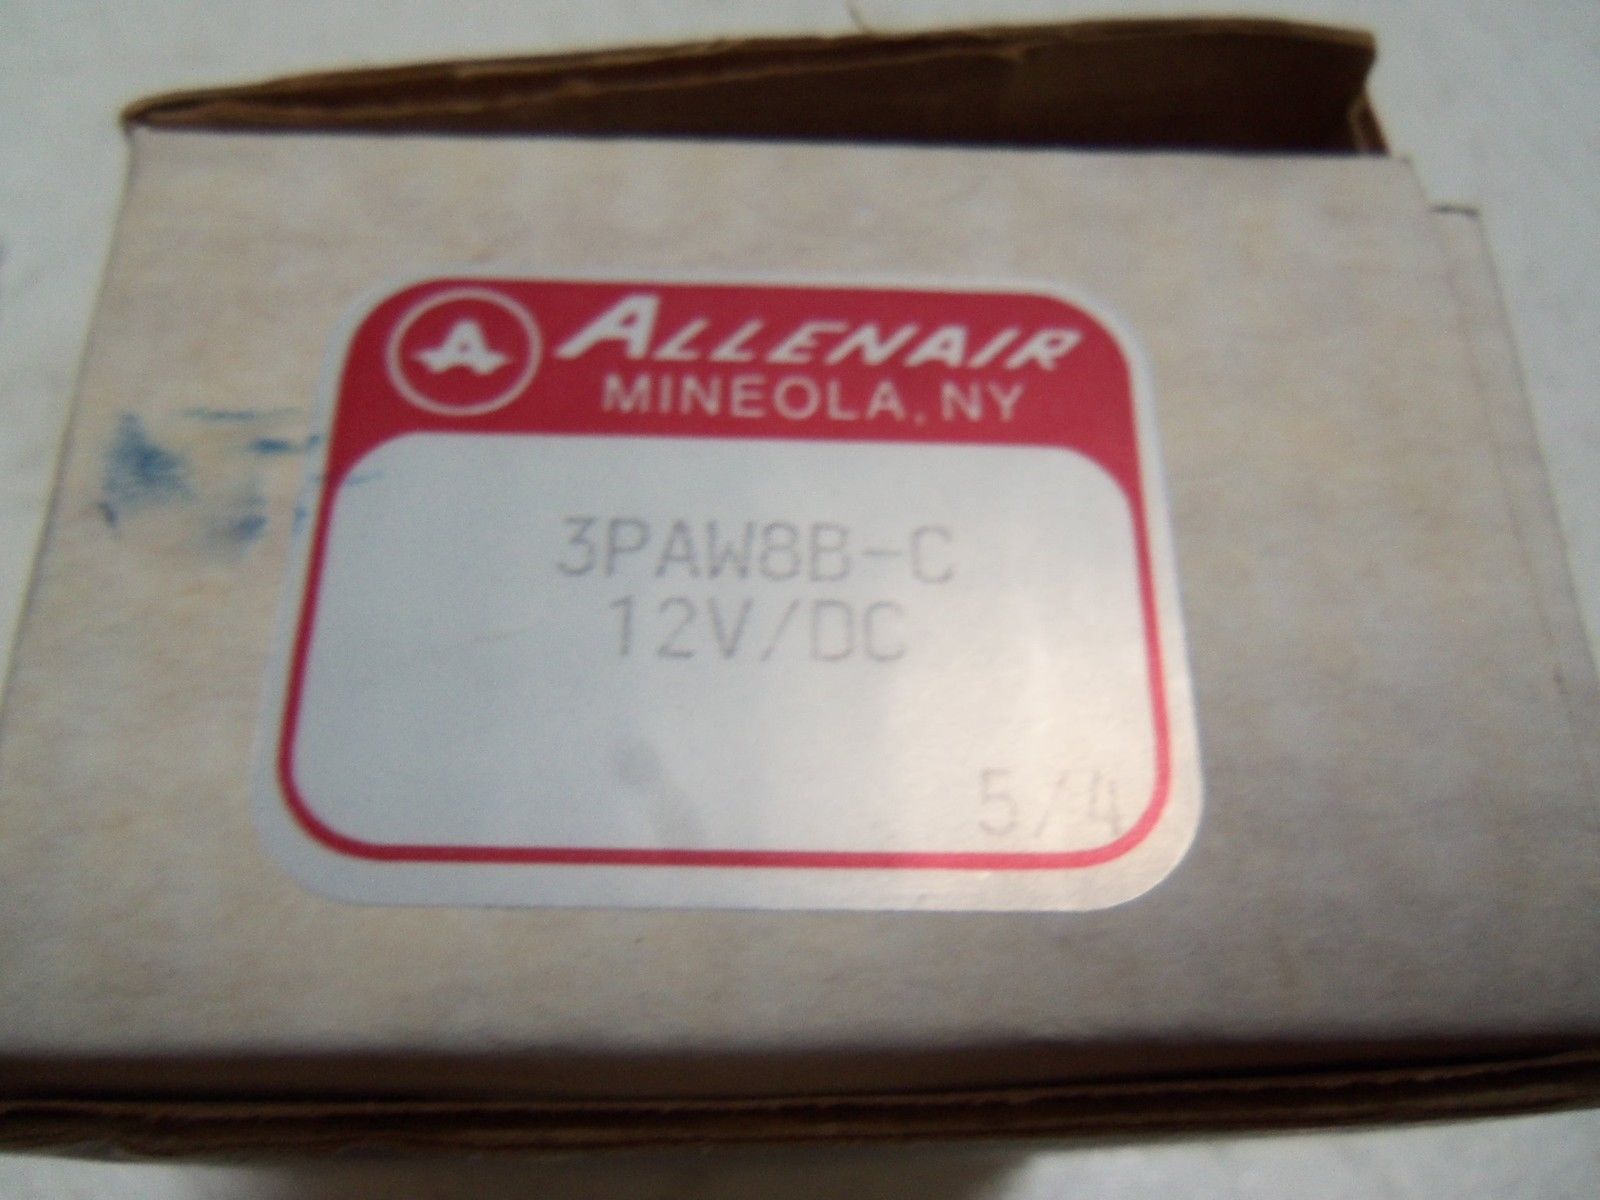 A
ALLENAIR
MINEOLA, NY
3PAW8B-C
12V/DC
5/4